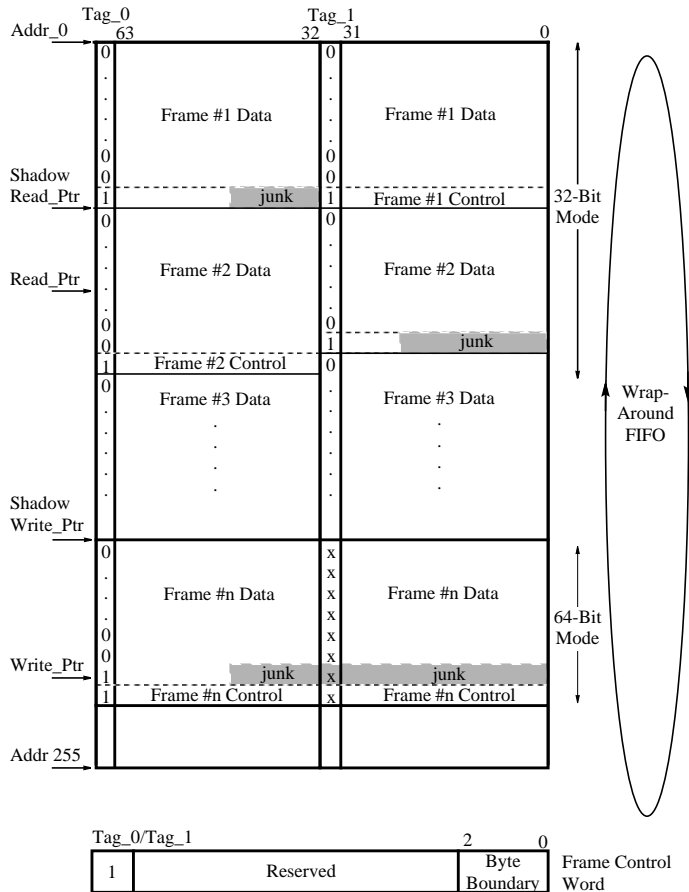 Tag_0 Tag_1
Addr_0 63 32 31 0
0 0
. .
. .
. Frame #1 Data . Frame #1 Data
. .
0 0
Shadow 0 0
Read_Ptr 1 junk 1 Frame #1 Control 32-Bit
0 0 Mode
. .
. Frame #2 Data . Frame #2 Data
Read_Ptr . .
. .
0 0
0 1 junk
1 Frame #2 Control 0
0 Frame #3 Data . Frame #3 Data Wrap-
. . . . Around
. . . . FIFO
. . . .
. . . .
Shadow
Write_Ptr
0 x
. x
. Frame #n Data x Frame #n Data
. x 64-Bit
0 x Mode
0 x
Write_Ptr 1 junk x junk
1 Frame #n Control x Frame #n Control
Addr 255
Tag_0/Tag_1 2 0
1 Reserved Byte Boundary Frame Control
Word